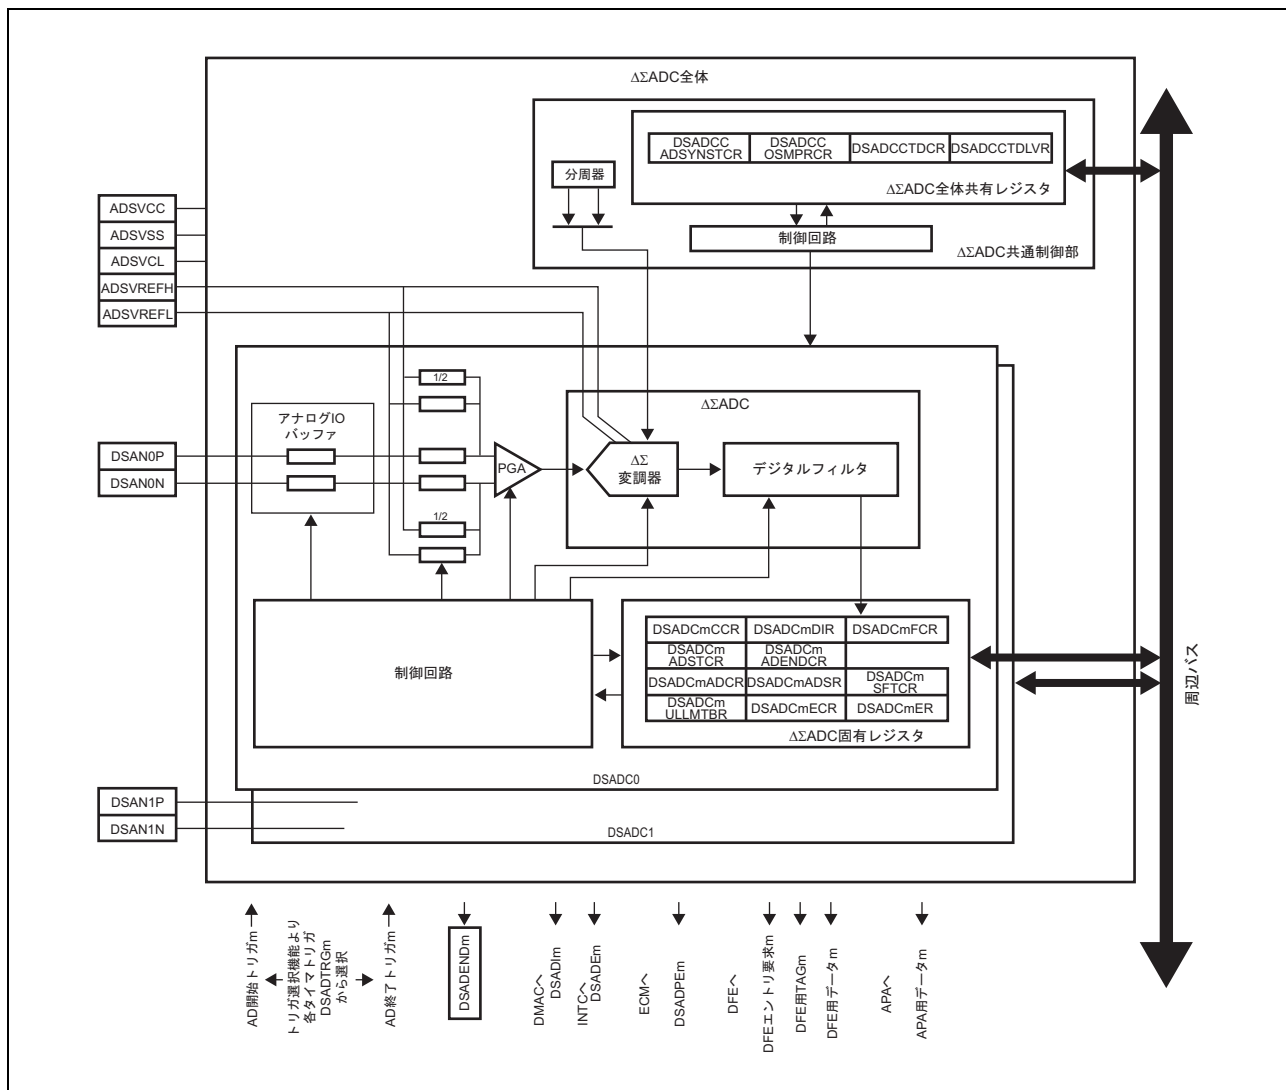 ΔΣADC全体
DSADCC
ADSYNSTCR
DSADCC
OSMPRCR
DSADCCTDCR
DSADCCTDLVR
ΔΣADC全体共有レジスタ
分周器
制御回路
ΔΣADC共通制御部
ADSVCC
ADSVSS
ADSVCL
ADSVREFH
ADSVREFL
1/2
ΔΣADC
アナログIO
バッファ
DSAN0P
DSAN0N
PGA
ΔΣ
変調器
デジタルフィルタ
1/2
制御回路
DSADCmCCR
DSADCmDIR
DSADCmFCR
DSADCm
ADSTCR
DSADCm
ADENDCR
DSADCmADCR
DSADCmADSR
DSADCm
SFTCR
DSADCm
ULLMTBR
DSADCmECR
DSADCmER
ΔΣADC固有レジスタ
周辺バス
DSADC0
DSAN1P
DSAN1N
DSADC1
AD開始トリガm
トリガ選択機能より
各タイマトリガ
DSADTRGm
から選択
AD終了トリガm
DSADENDm
DMACへ
DSADIm
INTCへ
DSADEm
ECMへ
DSADPEm
DFEへ
DFEエントリ要求m
DFE用TAGm
DFE用データm
APAへ
APA用データm